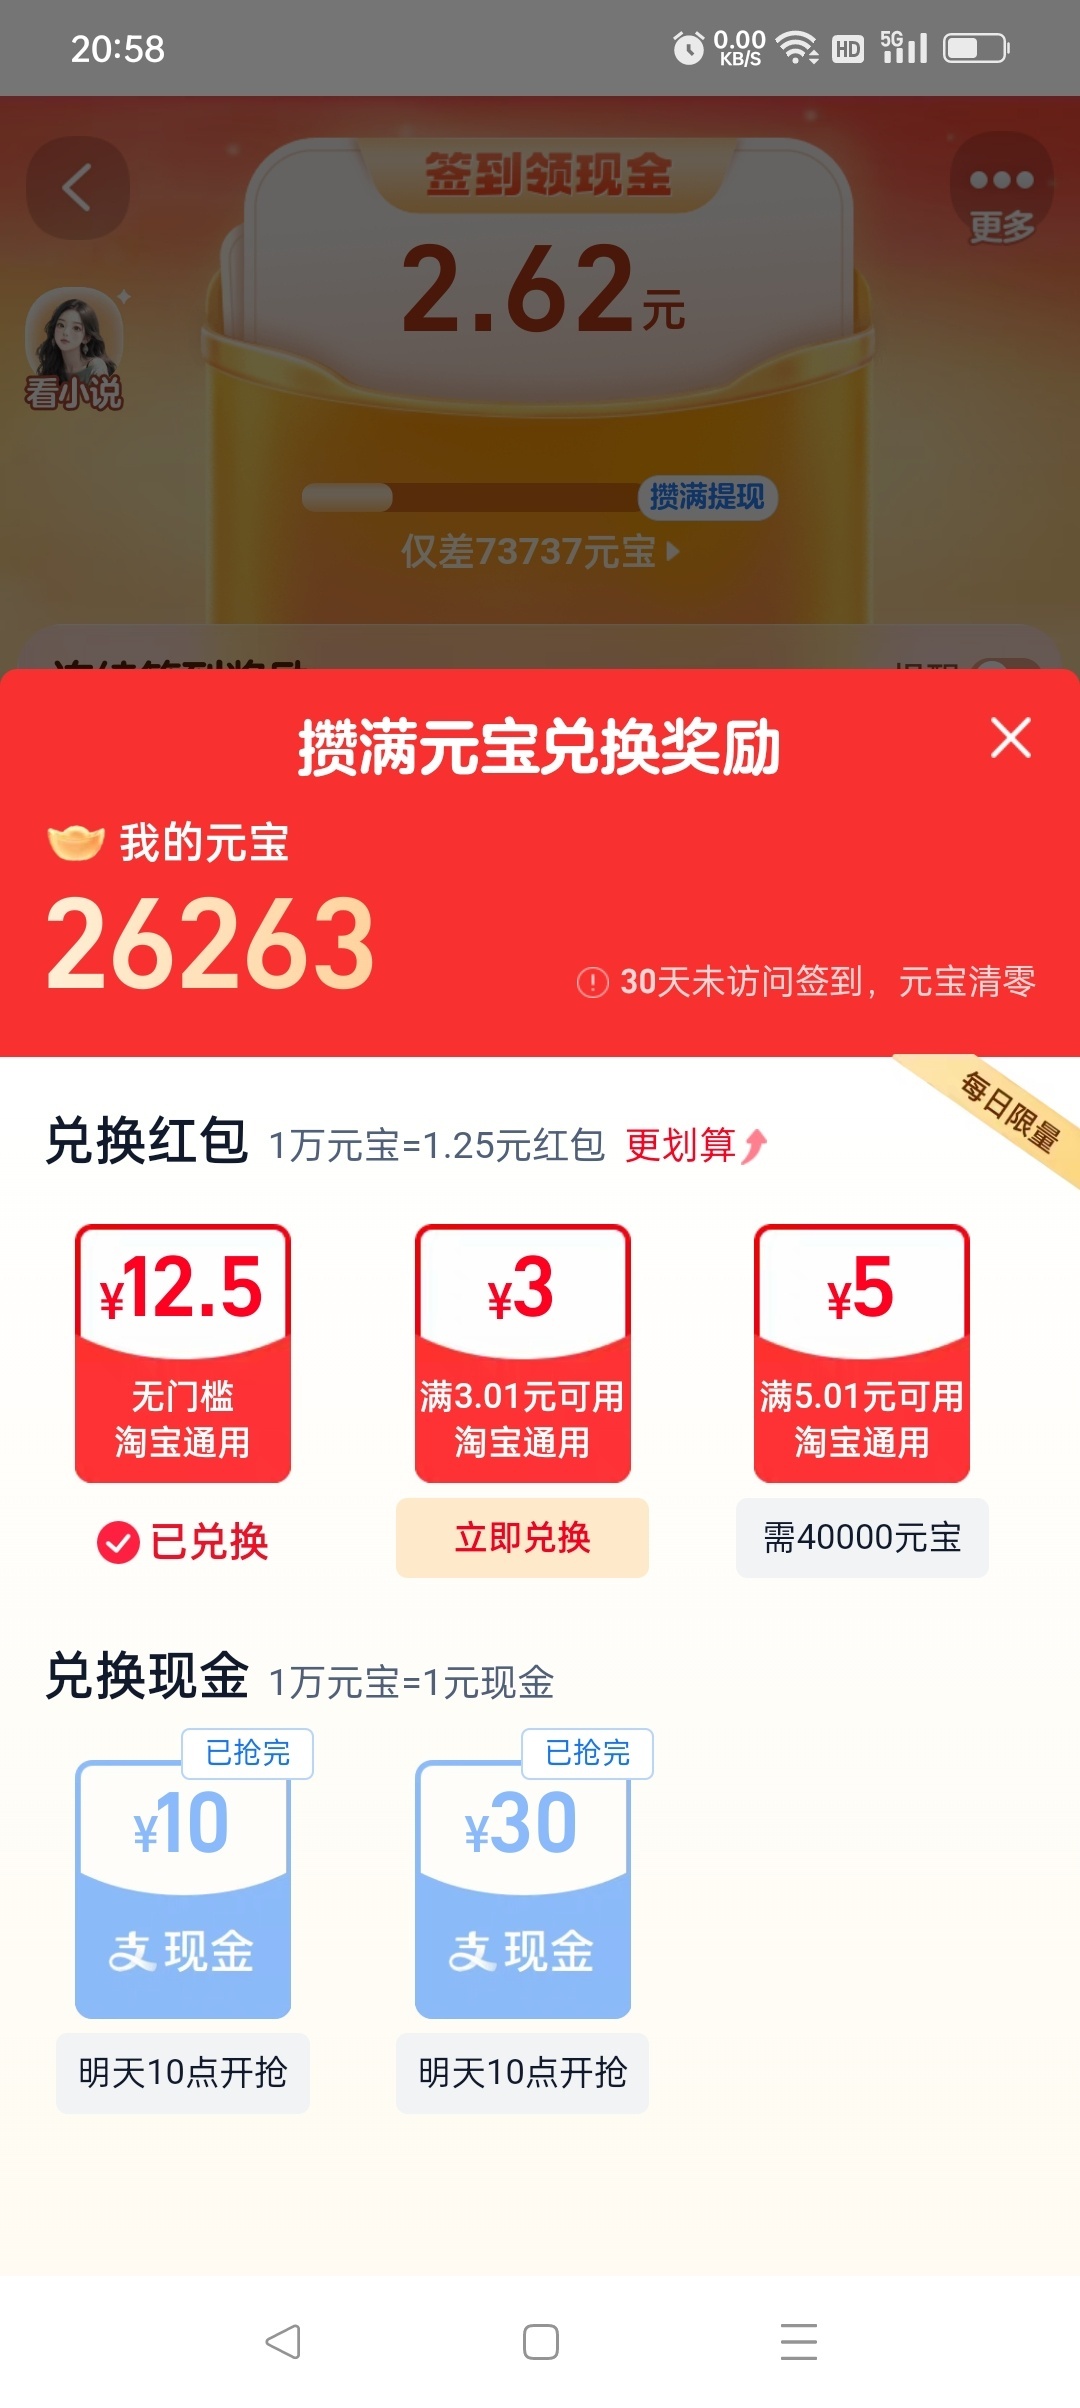 20:58
0.00
KB/S
HD
5G
签到领现金
更多
2.62元
看小说
攒满提现
仅差73737元宝
连续签到奖励
提醒
攒满元宝兑换奖励
我的元宝
26263
30天未访问签到，元宝清零
每日限量
兑换红包 1万元宝=1.25元红包 更划算
¥12.5 ¥3 ¥5
无门槛 满3.01元可用 满5.01元可用
淘宝通用 淘宝通用 淘宝通用
已兑换 立即兑换 需40000元宝
兑换现金 1万元宝=1元现金
已抢完 已抢完
¥10 ¥30
支现金 支现金
明天10点开抢 明天10点开抢